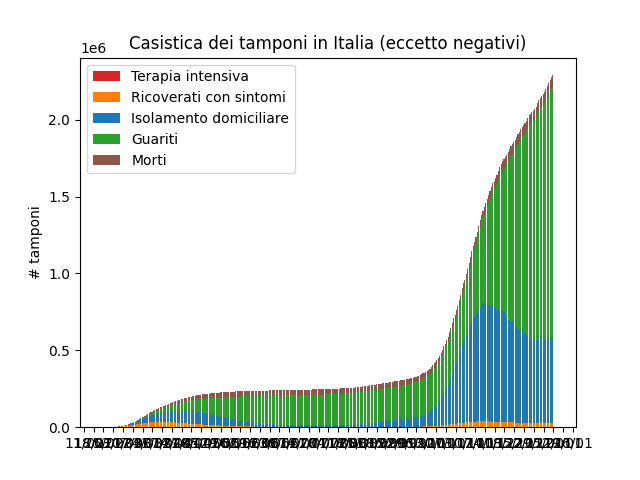 Casistica dei tamponi in Italia (eccetto negativi)
1e6
Terapia intensiva
Ricoverati con sintomi
Isolamento domiciliare
Guariti
Morti
2.0
1.5
1.0
0.5
0.0
# tamponi